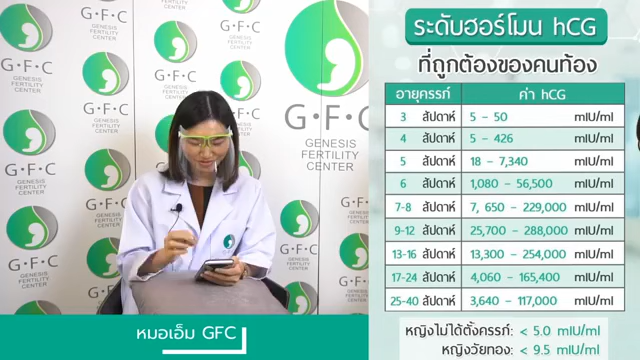 G·F·C
GENESIS
FERTILITY
CENTER
หมอเอ็ม GFC
ระดับฮอร์โมน hCG
ที่ถูกต้องของคนท้อง
อายุครรภ์ ค่า hCG
3 สัปดาห์ 5 – 50 mIU/ml
4 สัปดาห์ 5 – 426 mIU/ml
5 สัปดาห์ 18 – 7,340 mIU/ml
6 สัปดาห์ 1,080 – 56,500 mIU/ml
7-8 สัปดาห์ 7, 650 – 229,000 mIU/ml
9-12 สัปดาห์ 25,700 – 288,000 mIU/ml
13-16 สัปดาห์ 13,300 – 254,000 mIU/ml
17-24 สัปดาห์ 4,060 – 165,400 mIU/ml
25-40 สัปดาห์ 3,640 – 117,000 mIU/ml
หญิงไม่ได้ตั้งครรภ์: < 5.0 mIU/ml
หญิงวัยทอง: < 9.5 mIU/ml